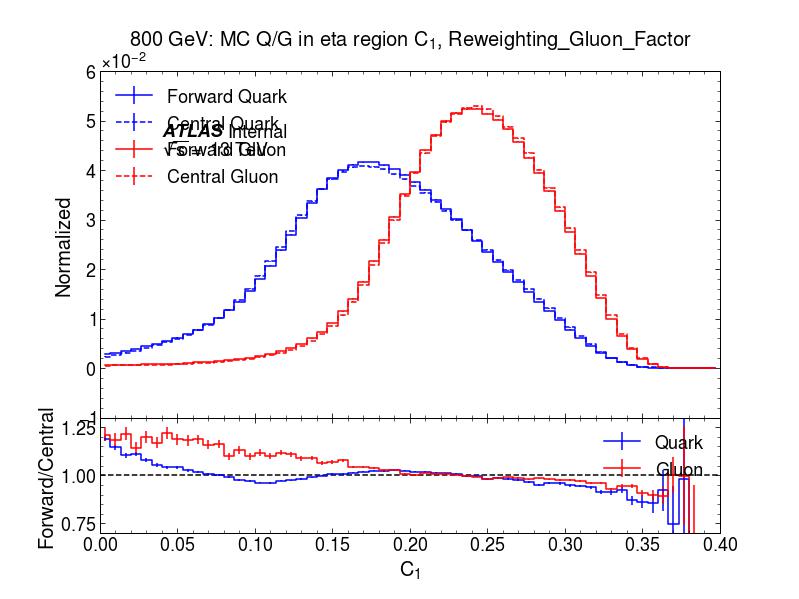 800 GeV: MC Q/G in eta region C₁, Reweighting_Gluon_Factor
×10⁻²
6
5
4
3
2
1
0
−1
Normalized
Forward Quark
Central Quark
ATLAS Internal
√s = 13 TeV
Forward Gluon
Central Gluon
1.25
1.00
0.75
Forward/Central
Quark
Gluon
0.00 0.05 0.10 0.15 0.20 0.25 0.30 0.35 0.40
C₁